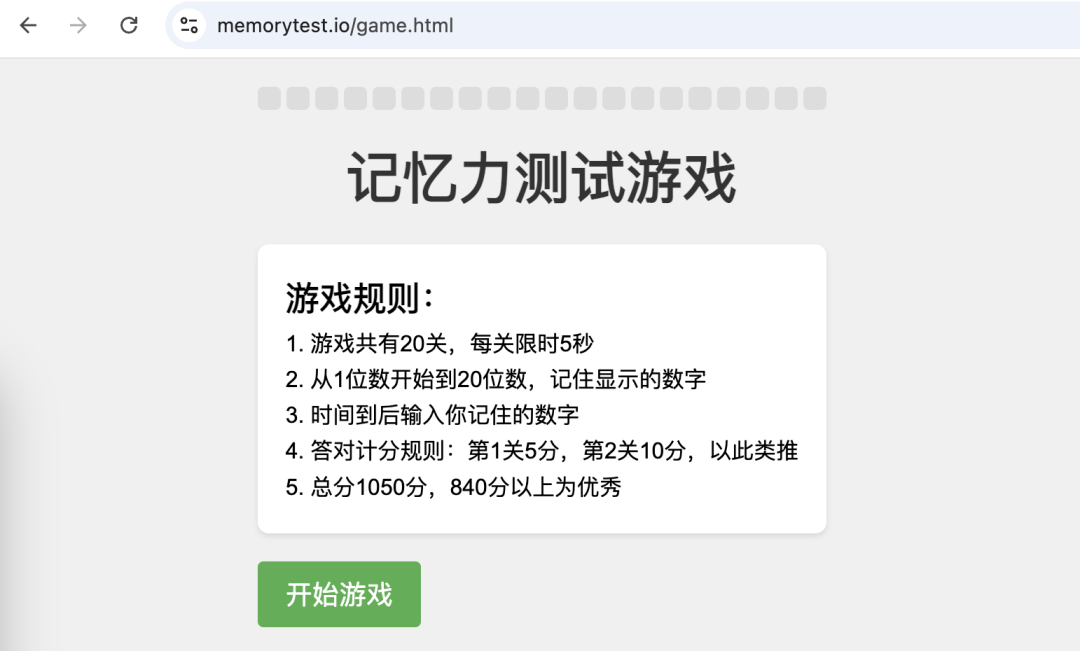 memorytest.io/game.html
记忆力测试游戏
游戏规则：
1. 游戏共有20关，每关限时5秒
2. 从1位数开始到20位数，记住显示的数字
3. 时间到后输入你记住的数字
4. 答对计分规则：第1关5分，第2关10分，以此类推
5. 总分1050分，840分以上为优秀
开始游戏